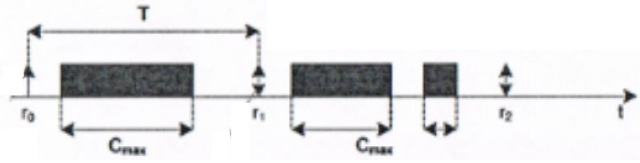 T
r₀ r₁ r₂ t
Cmax Cmax